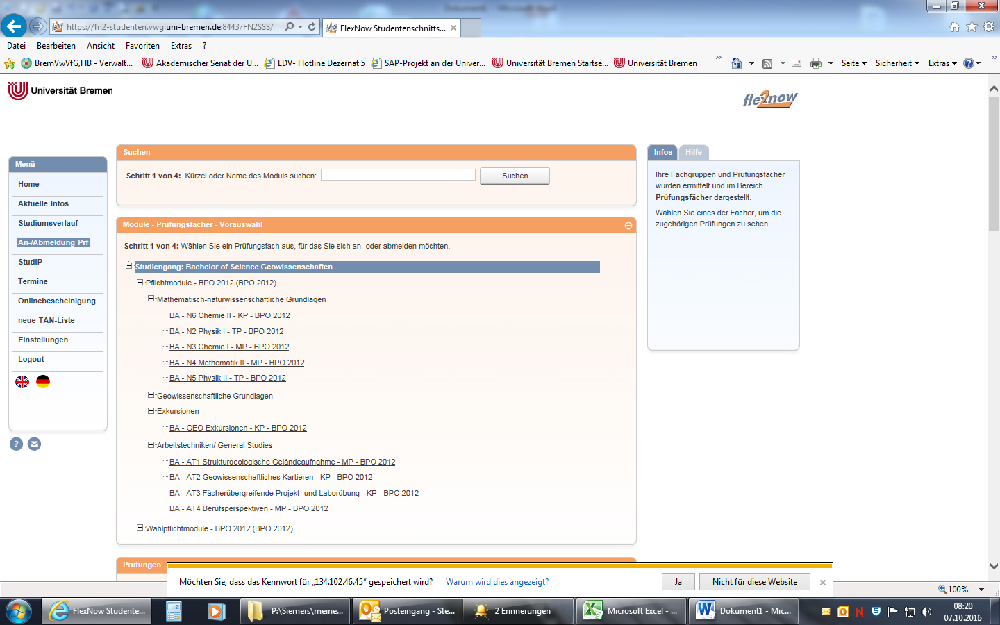 https://fn2-studenten.vwg.uni-bremen.de:8443/FN2SSS/
FlexNow Studentenschnitts...
Datei Bearbeiten Ansicht Favoriten Extras ?
BremVwVfG,HB - Verwalt... Akademischer Senat der U... EDV- Hotline Dezernat 5 SAP-Projekt an der Univer... Universität Bremen Startse... Universität Bremen Seite Sicherheit Extras
Universität Bremen
flexnow
Menü
Home
Aktuelle Infos
Studiumsverlauf
An-/Abmeldung Prf
StudIP
Termine
Onlinebescheinigung
neue TAN-Liste
Einstellungen
Logout
Suchen
Schritt 1 von 4: Kürzel oder Name des Moduls suchen: Suchen
Module - Prüfungsfächer - Vorauswahl
Schritt 1 von 4: Wählen Sie ein Prüfungsfach aus, für das Sie sich an- oder abmelden möchten.
Studiengang: Bachelor of Science Geowissenschaften
Pflichtmodule - BPO 2012 (BPO 2012)
Mathematisch-naturwissenschaftliche Grundlagen
BA - N6 Chemie II - KP - BPO 2012
BA - N2 Physik I - TP - BPO 2012
BA - N3 Chemie I - MP - BPO 2012
BA - N4 Mathematik II - MP - BPO 2012
BA - N5 Physik II - TP - BPO 2012
Geowissenschaftliche Grundlagen
Exkursionen
BA - GEO Exkursionen - KP - BPO 2012
Arbeitstechniken/ General Studies
BA - AT1 Strukturgeologische Geländeaufnahme - MP - BPO 2012
BA - AT2 Geowissenschaftliches Kartieren - KP - BPO 2012
BA - AT3 Fächerübergreifende Projekt- und Laborübung - KP - BPO 2012
BA - AT4 Berufsperspektiven - MP - BPO 2012
Wahlpflichtmodule - BPO 2012 (BPO 2012)
Prüfungen
Infos Hilfe
Ihre Fachgruppen und Prüfungsfächer
wurden ermittelt und im Bereich
Prüfungsfächer dargestellt.
Wählen Sie eines der Fächer, um die
zugehörigen Prüfungen zu sehen.
Möchten Sie, dass das Kennwort für „134.102.46.45“ gespeichert wird? Warum wird dies angezeigt? Ja Nicht für diese Website
100%
FlexNow Studente... P:\Siemers\meine... Posteingang - Ste... 2 Erinnerungen Microsoft Excel - ... Dokument1 - Mic...
08:20
07.10.2016